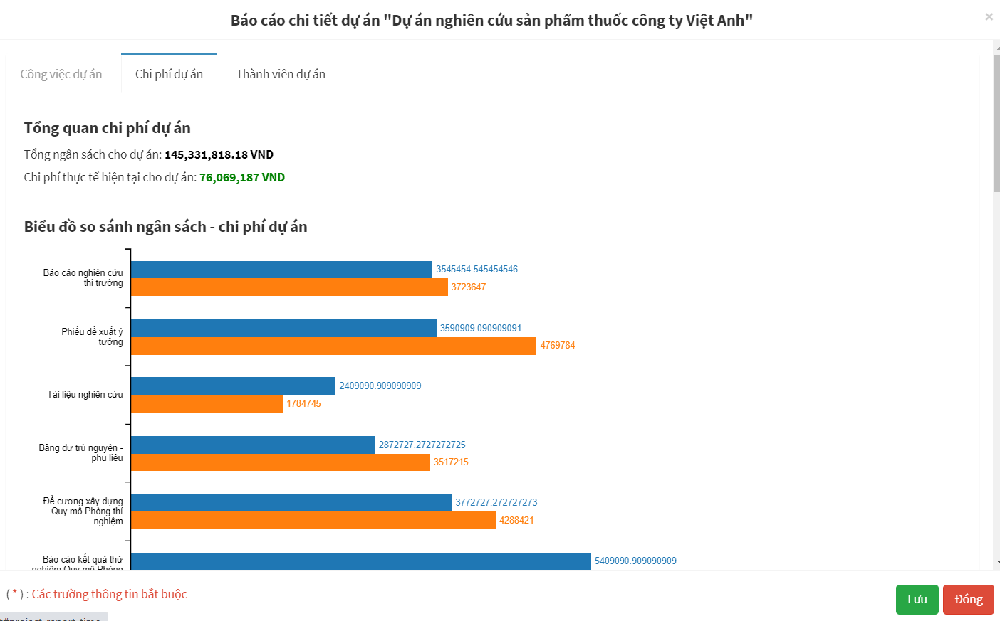 Báo cáo chi tiết dự án "Dự án nghiên cứu sản phẩm thuốc công ty Việt Anh"
×
Công việc dự án
Chi phí dự án
Thành viên dự án
Tổng quan chi phí dự án
Tổng ngân sách cho dự án: 145,331,818.18 VND
Chi phí thực tế hiện tại cho dự án: 76,069,187 VND
Biểu đồ so sánh ngân sách - chi phí dự án
Báo cáo nghiên cứu
thị trường
3545454.545454546
3723647
Phiếu đề xuất ý
tưởng
3590909.090909091
4769784
Tài liệu nghiên cứu
2409090.909090909
1784745
Bảng dự trù nguyên -
phụ liệu
2872727.2727272725
3517215
Đề cương xây dựng
Quy mô Phòng thí
nghiệm
3772727.272727273
4288421
Báo cáo kết quả thử
nghiệm Quy mô Phòng
5409090.909090909
( * ) : Các trường thông tin bắt buộc
Lưu
Đóng